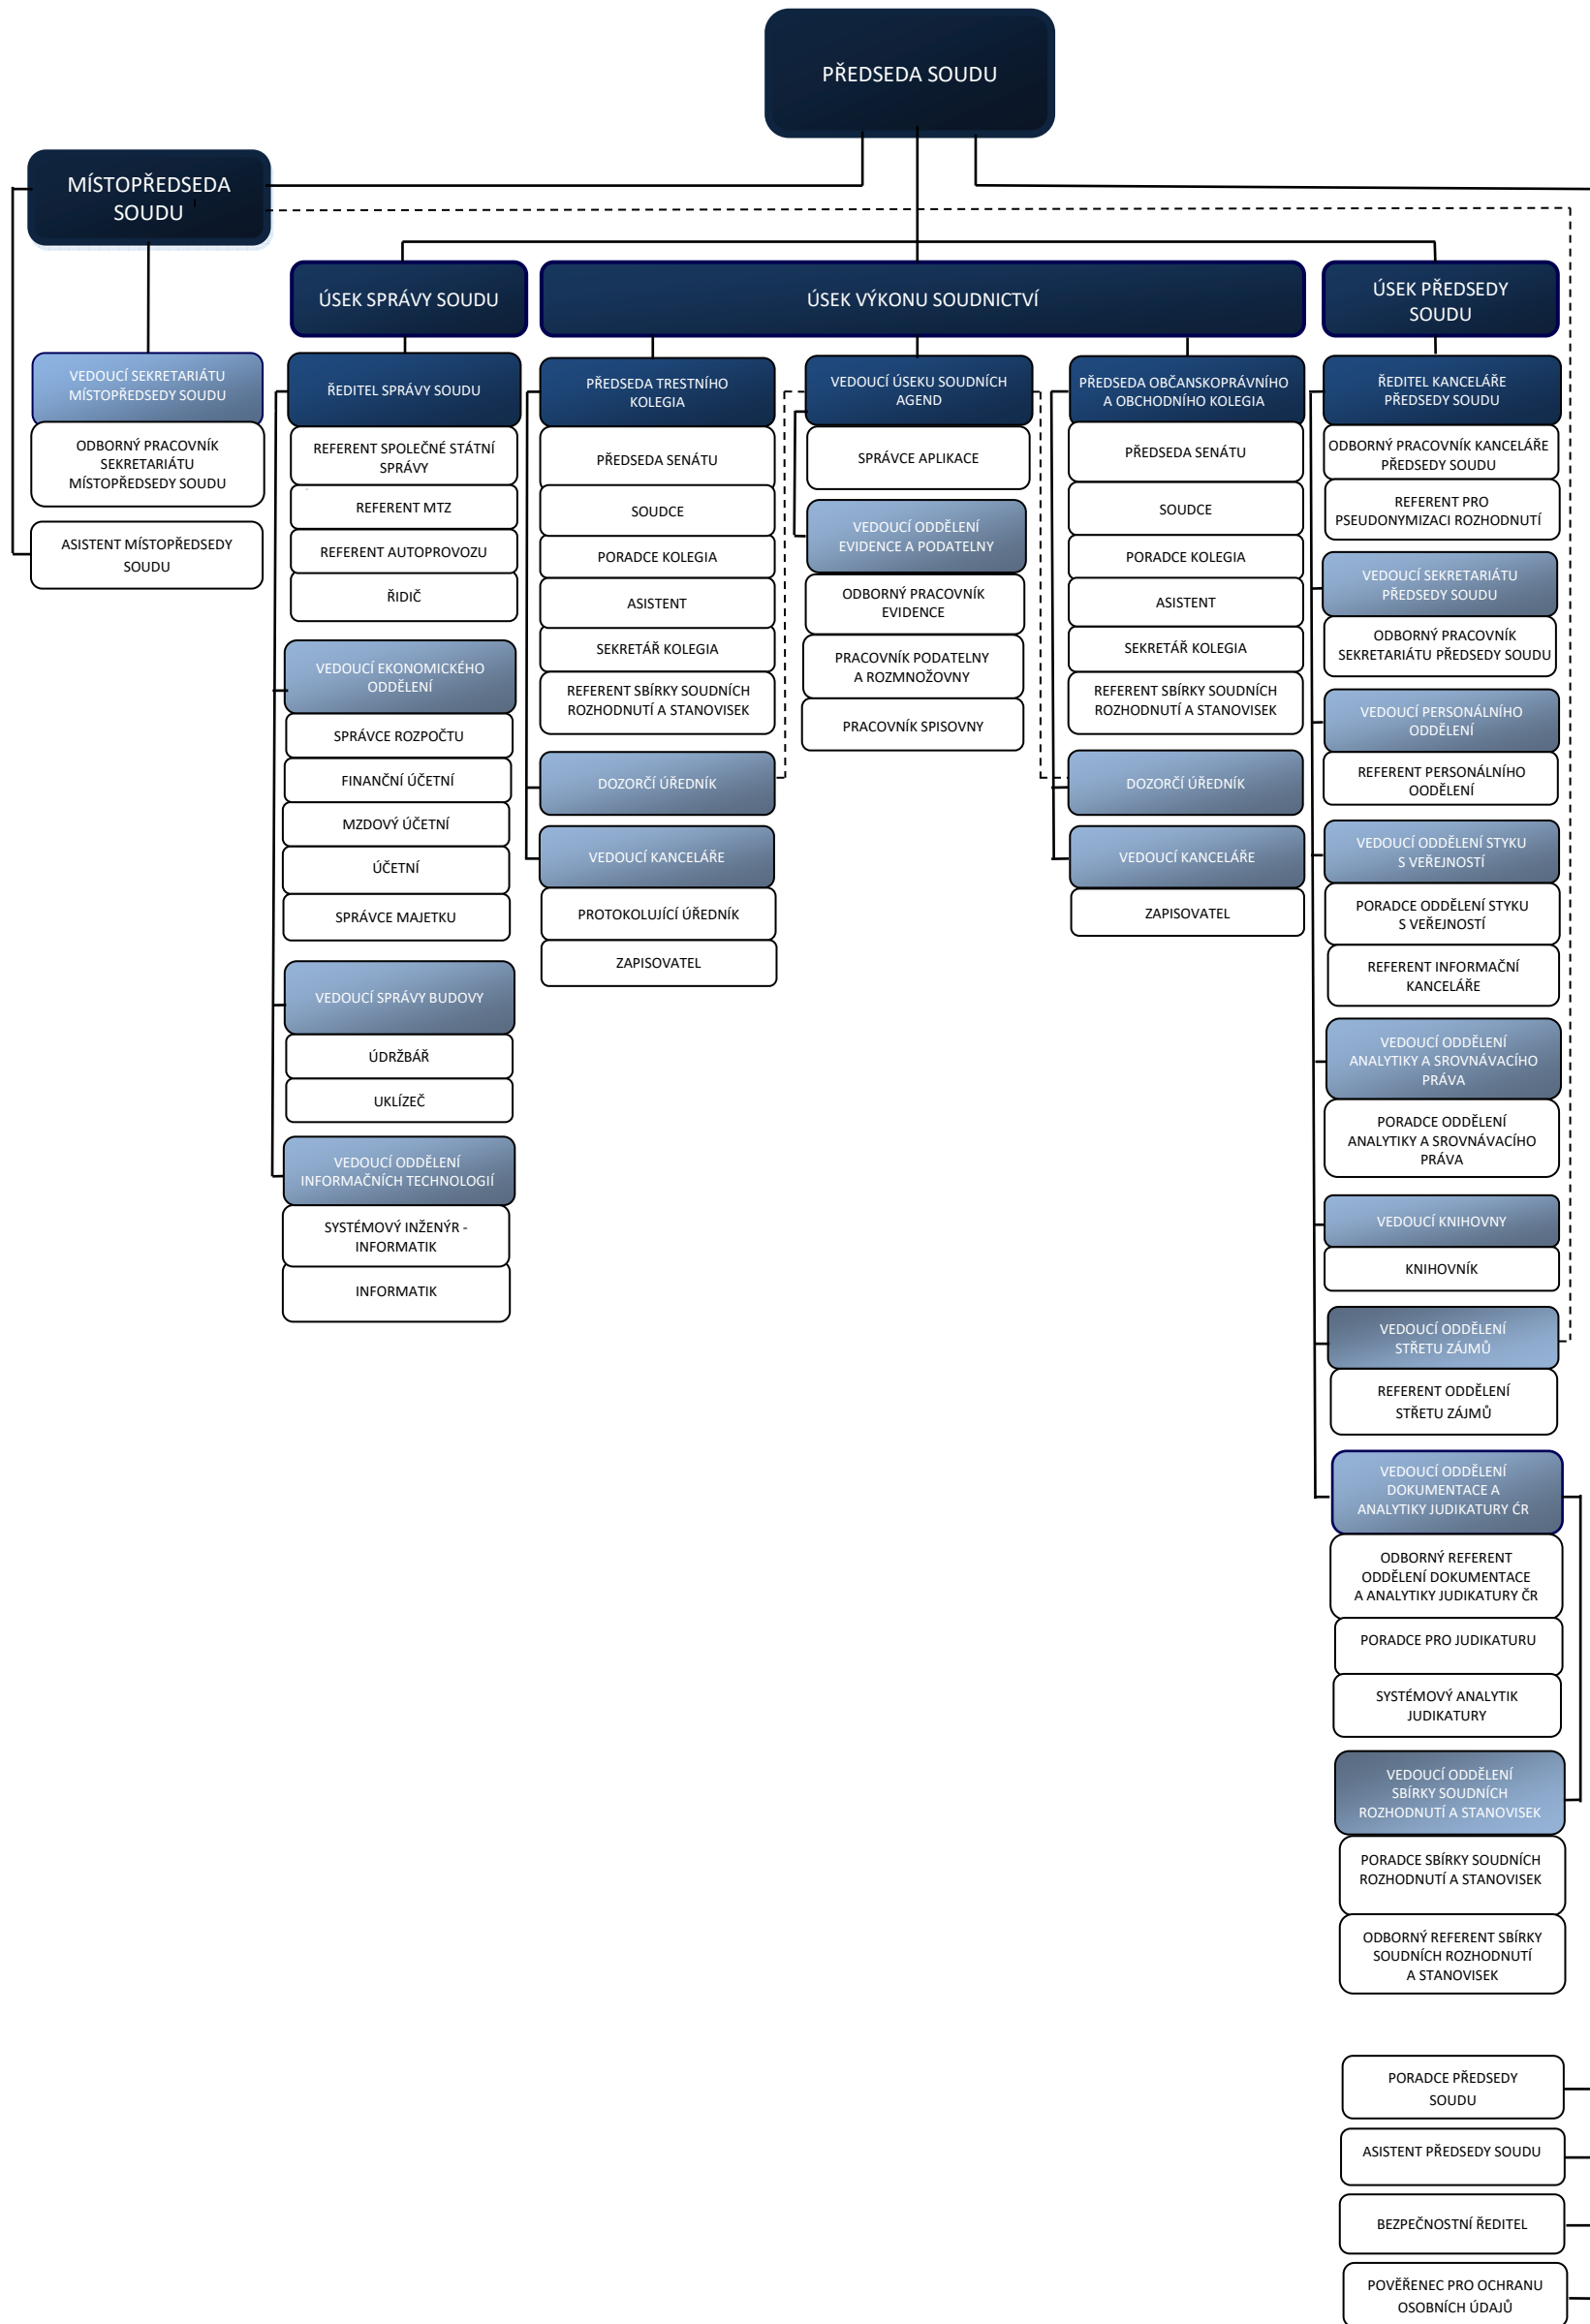 PŘEDSEDA SOUDU
MÍSTOPŘEDSEDA
SOUDU
VEDOUCÍ SEKRETARIÁTU
MÍSTOPŘEDSEDY SOUDU
ODBORNÝ PRACOVNÍK
SEKRETARIÁTU
MÍSTOPŘEDSEDY SOUDU
ASISTENT MÍSTOPŘEDSEDY
SOUDU
ÚSEK SPRÁVY SOUDU
ŘEDITEL SPRÁVY SOUDU
REFERENT SPOLEČNÉ STÁTNÍ
SPRÁVY
REFERENT MTZ
REFERENT AUTOPROVOZU
ŘIDIČ
VEDOUCÍ EKONOMICKÉHO
ODDĚLENÍ
SPRÁVCE ROZPOČTU
FINANČNÍ ÚČETNÍ
MZDOVÝ ÚČETNÍ
ÚČETNÍ
SPRÁVCE MAJETKU
VEDOUCÍ SPRÁVY BUDOVY
ÚDRŽBÁŘ
UKLÍZEČ
VEDOUCÍ ODDĚLENÍ
INFORMAČNÍCH TECHNOLOGIÍ
SYSTÉMOVÝ INŽENÝR -
INFORMATIK
INFORMATIK
ÚSEK VÝKONU SOUDNICTVÍ
PŘEDSEDA TRESTNÍHO
KOLEGIA
PŘEDSEDA SENÁTU
SOUDCE
PORADCE KOLEGIA
ASISTENT
SEKRETÁŘ KOLEGIA
REFERENT SBÍRKY SOUDNÍCH
ROZHODNUTÍ A STANOVISEK
DOZORČÍ ÚŘEDNÍK
VEDOUCÍ KANCELÁŘE
PROTOKOLUJÍCÍ ÚŘEDNÍK
ZAPISOVATEL
VEDOUCÍ ÚSEKU SOUDNÍCH
AGEND
SPRÁVCE APLIKACE
VEDOUCÍ ODDĚLENÍ
EVIDENCE A PODATELNY
ODBORNÝ PRACOVNÍK
EVIDENCE
PRACOVNÍK PODATELNY
A ROZMNOŽOVNY
PRACOVNÍK SPISOVNY
PŘEDSEDA OBČANSKOPRÁVNÍHO
A OBCHODNÍHO KOLEGIA
PŘEDSEDA SENÁTU
SOUDCE
PORADCE KOLEGIA
ASISTENT
SEKRETÁŘ KOLEGIA
REFERENT SBÍRKY SOUDNÍCH
ROZHODNUTÍ A STANOVISEK
DOZORČÍ ÚŘEDNÍK
VEDOUCÍ KANCELÁŘE
ZAPISOVATEL
ÚSEK PŘEDSEDY
SOUDU
ŘEDITEL KANCELÁŘE
PŘEDSEDY SOUDU
ODBORNÝ PRACOVNÍK KANCELÁŘE
PŘEDSEDY SOUDU
REFERENT PRO
PSEUDONYMIZACI ROZHODNUTÍ
VEDOUCÍ SEKRETARIÁTU
PŘEDSEDY SOUDU
ODBORNÝ PRACOVNÍK
SEKRETARIÁTU PŘEDSEDY SOUDU
VEDOUCÍ PERSONÁLNÍHO
ODDĚLENÍ
REFERENT PERSONÁLNÍHO
OODĚLENÍ
VEDOUCÍ ODDĚLENÍ STYKU
S VEŘEJNOSTÍ
PORADCE ODDĚLENÍ STYKU
S VEŘEJNOSTÍ
REFERENT INFORMAČNÍ
KANCELÁŘE
VEDOUCÍ ODDĚLENÍ
ANALYTIKY A SROVNÁVACÍHO
PRÁVA
PORADCE ODDĚLENÍ
ANALYTIKY A SROVNÁVACÍHO
PRÁVA
VEDOUCÍ KNIHOVNY
KNIHOVNÍK
VEDOUCÍ ODDĚLENÍ
STŘETU ZÁJMŮ
REFERENT ODDĚLENÍ
STŘETU ZÁJMŮ
VEDOUCÍ ODDĚLENÍ
DOKUMENTACE A
ANALYTIKY JUDIKATURY ĆR
ODBORNÝ REFERENT
ODDĚLENÍ DOKUMENTACE
A ANALYTIKY JUDIKATURY ČR
PORADCE PRO JUDIKATURU
SYSTÉMOVÝ ANALYTIK
JUDIKATURY
VEDOUCÍ ODDĚLENÍ
SBÍRKY SOUDNÍCH
ROZHODNUTÍ A STANOVISEK
PORADCE SBÍRKY SOUDNÍCH
ROZHODNUTÍ A STANOVISEK
ODBORNÝ REFERENT SBÍRKY
SOUDNÍCH ROZHODNUTÍ
A STANOVISEK
PORADCE PŘEDSEDY
SOUDU
ASISTENT PŘEDSEDY SOUDU
BEZPEČNOSTNÍ ŘEDITEL
POVĚŘENEC PRO OCHRANU
OSOBNÍCH ÚDAJŮ